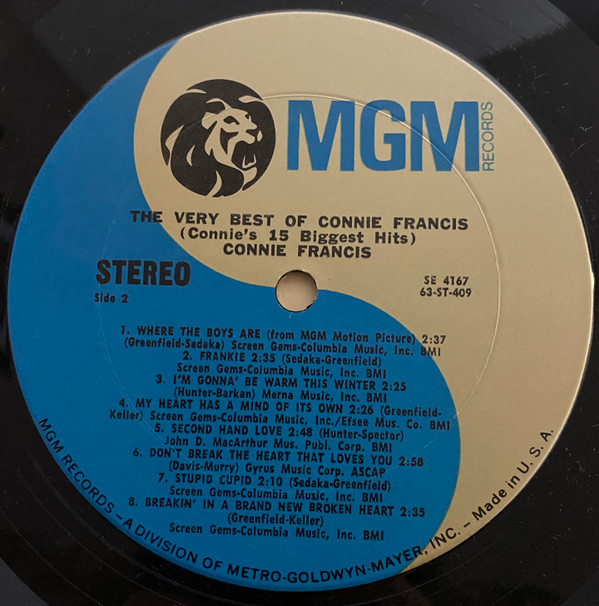 MGM
RECORDS
THE VERY BEST OF CONNIE FRANCIS
(Connie's 15 Biggest Hits)
CONNIE FRANCIS
STEREO
Side 2
SE 4167
63-ST-409
1. WHERE THE BOYS ARE (from MGM Motion Picture) 2:37
(Greenfield-Sedaka) Screen Gems-Columbia Music, Inc. BMI
2. FRANKIE 2:35 (Sedaka-Greenfield)
Screen Gems-Columbia Music, Inc. BMI
3. I'M GONNA' BE WARM THIS WINTER 2:25
(Hunter-Barkan) Merna Music, Inc. BMI
4. MY HEART HAS A MIND OF ITS OWN 2:26 (Greenfield-
Keller) Screen Gems-Columbia Music, Inc./Efsee Mus. Co. BMI
5. SECOND HAND LOVE 2:48 (Hunter-Spector)
John D. MacArthur Mus. Publ. Corp. BMI
6. DON'T BREAK THE HEART THAT LOVES YOU 2:58
(Davis-Murry) Gyrus Music Corp. ASCAP
7. STUPID CUPID 2:10 (Sedaka-Greenfield)
Screen Gems-Columbia Music, Inc. BMI
8. BREAKIN' IN A BRAND NEW BROKEN HEART 2:35
(Greenfield-Keller)
Screen Gems-Columbia Music, Inc. BMI
MGM RECORDS – A DIVISION OF METRO-GOLDWYN-MAYER, INC. – Made in U. S. A.